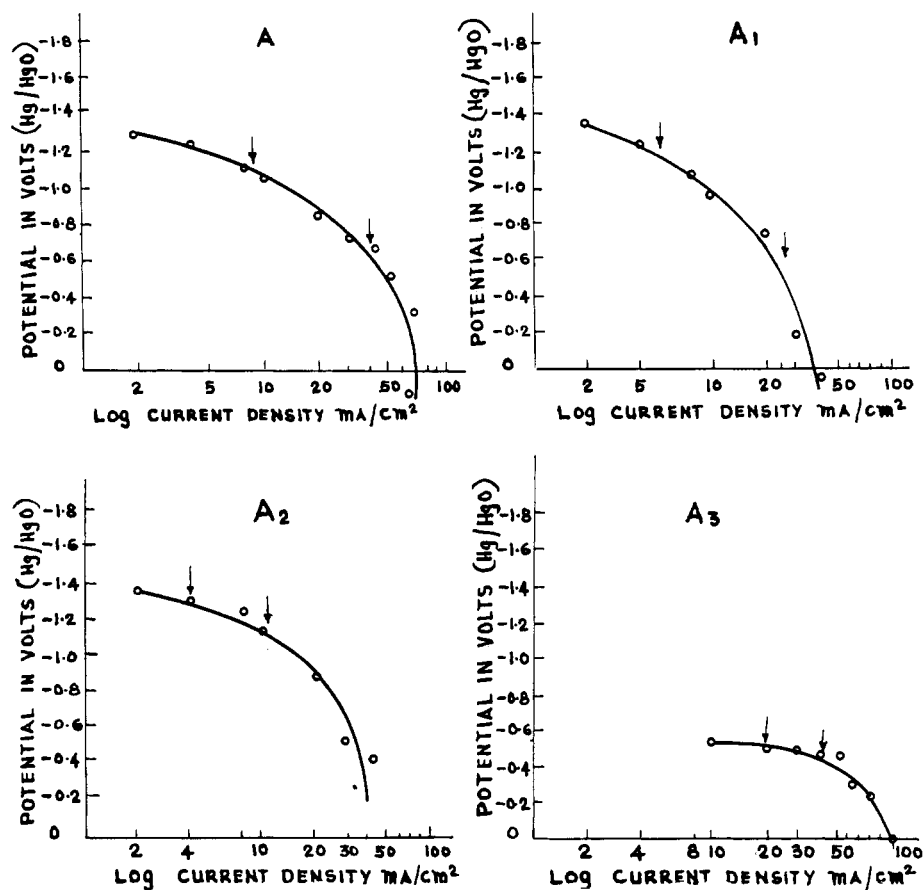 A
POTENTIAL IN VOLTS (Hg/HgO)
-1.8
-1.6
-1.4
-1.2
-1.0
-0.8
-0.6
-0.4
-0.2
0
2 5 10 20 50 100
LOG CURRENT DENSITY mA/cm²
A1
POTENTIAL IN VOLTS (Hg/HgO)
-1.8
-1.6
-1.4
-1.2
-1.0
-0.8
-0.6
-0.4
-0.2
0
2 5 10 20 50 100
LOG CURRENT DENSITY mA/cm²
A2
POTENTIAL IN VOLTS (Hg/HgO)
-1.8
-1.6
-1.4
-1.2
-1.0
-0.8
-0.6
-0.4
-0.2
0
2 4 10 20 30 50 100
LOG CURRENT DENSITY mA/cm²
A3
POTENTIAL IN VOLTS (Hg/HgO)
-1.8
-1.6
-1.4
-1.2
-1.0
-0.8
-0.6
-0.4
-0.2
0
2 4 8 10 20 30 50 100
LOG CURRENT DENSITY mA/cm²